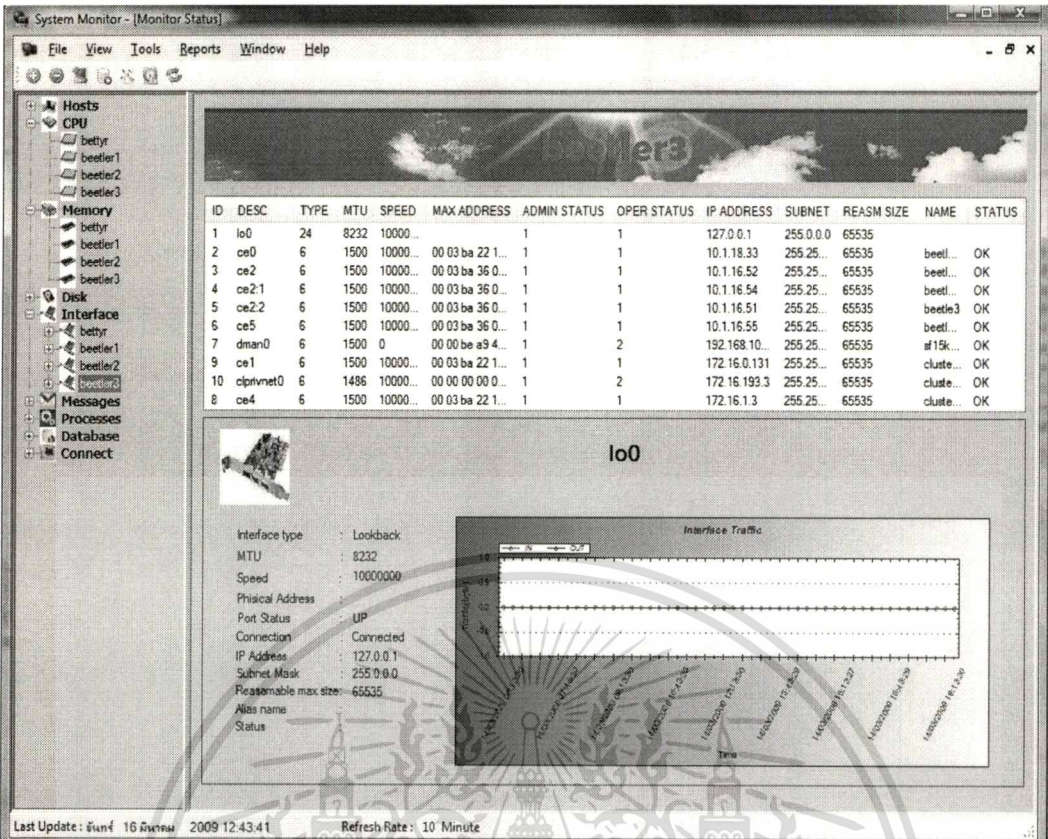 System Monitor - [Monitor Status]
File View Tools Reports Window Help
Hosts
CPU
bettyr
beetler1
beetler2
beetler3
Memory
bettyr
beetler1
beetler2
beetler3
Disk
Interface
bettyr
beetler1
beetler2
beetler3
Messages
Processes
Database
Connect
beetler3
ID DESC TYPE MTU SPEED MAX ADDRESS ADMIN STATUS OPER STATUS IP ADDRESS SUBNET REASM SIZE NAME STATUS
1 lo0 24 8232 10000... 1 1 127.0.0.1 255.0.0.0 65535
2 ce0 6 1500 10000... 00 03 ba 22 1... 1 1 10.1.18.33 255.25... 65535 beetl... OK
3 ce2 6 1500 10000... 00 03 ba 36 0... 1 1 10.1.16.52 255.25... 65535 beetl... OK
4 ce2:1 6 1500 10000... 00 03 ba 36 0... 1 1 10.1.16.54 255.25... 65535 beetl... OK
5 ce2:2 6 1500 10000... 00 03 ba 36 0... 1 1 10.1.16.51 255.25... 65535 beetle3 OK
6 ce5 6 1500 10000... 00 03 ba 36 0... 1 1 10.1.16.55 255.25... 65535 beetl... OK
7 dman0 6 1500 0 00 00 be a9 4... 1 2 192.168.10... 255.25... 65535 sf15k... OK
9 ce1 6 1500 10000... 00 03 ba 22 1... 1 1 172.16.0.131 255.25... 65535 cluste... OK
10 clprivnet0 6 1486 10000... 00 00 00 00 0... 1 2 172.16.193.3 255.25... 65535 cluste... OK
8 ce4 6 1500 10000... 00 03 ba 22 1... 1 1 172.16.1.3 255.25... 65535 cluste... OK
lo0
Interface type : Lookback
MTU : 8232
Speed : 10000000
Phisical Address :
Port Status : UP
Connection : Connected
IP Address : 127.0.0.1
Subnet Mask : 255.0.0.0
Reasamable max size: 65535
Alias name :
Status :
Interface Traffic
IN OUT
1.0
0.5
0.0
Time
Last Update : จันทร์ 16 มีนาคม 2009 12:43:41 Refresh Rate : 10 Minute